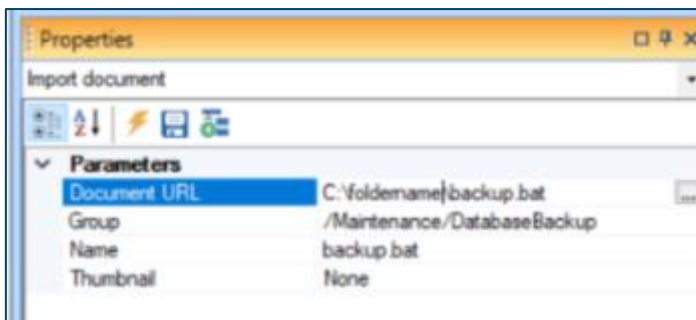 Properties
Import document
Parameters
Document URL C:\foldername\backup.bat ...
Group /Maintenance/DatabaseBackup
Name backup.bat
Thumbnail None